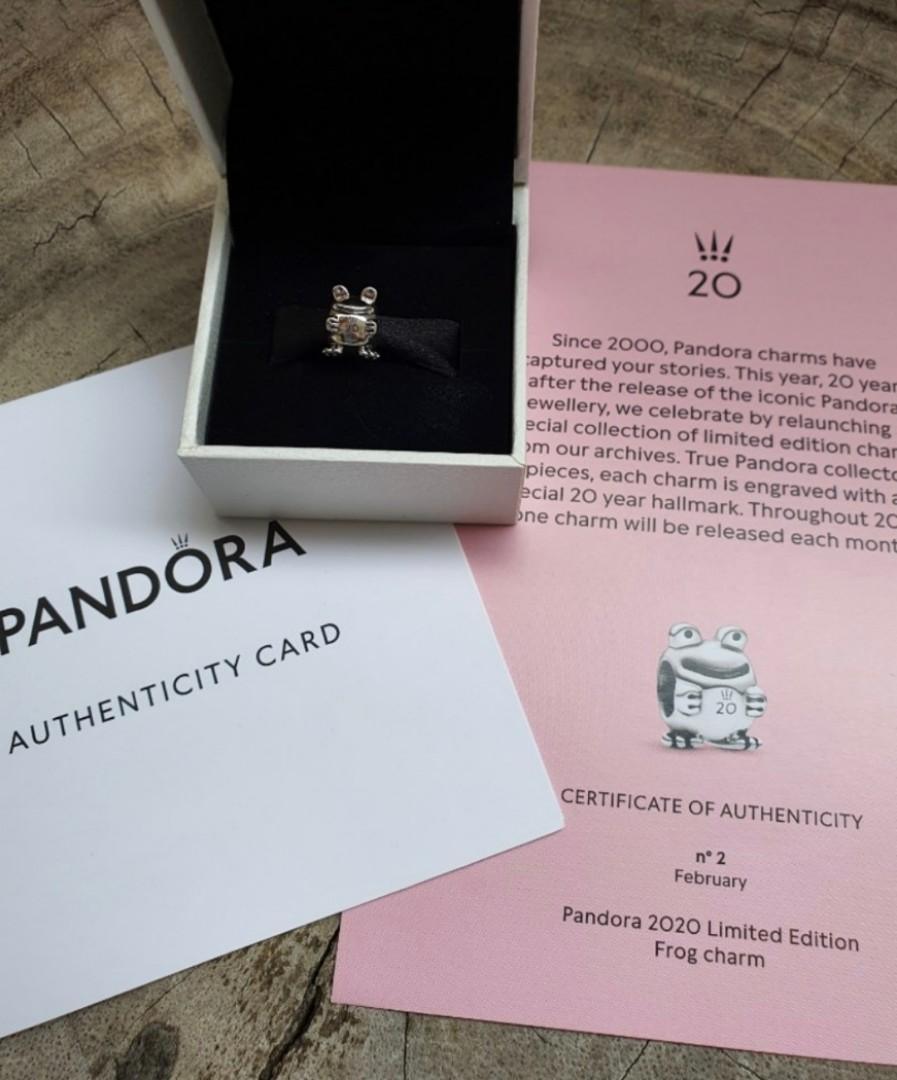 20
Since 2000, Pandora charms have
captured your stories. This year, 20 year
after the release of the iconic Pandora
ewellery, we celebrate by relaunching
ecial collection of limited edition char
om our archives. True Pandora collecto
pieces, each charm is engraved with a
ecial 20 year hallmark. Throughout 20
one charm will be released each mont
PANDORA
AUTHENTICITY CARD
20
CERTIFICATE OF AUTHENTICITY
n° 2
February
Pandora 2020 Limited Edition
Frog charm